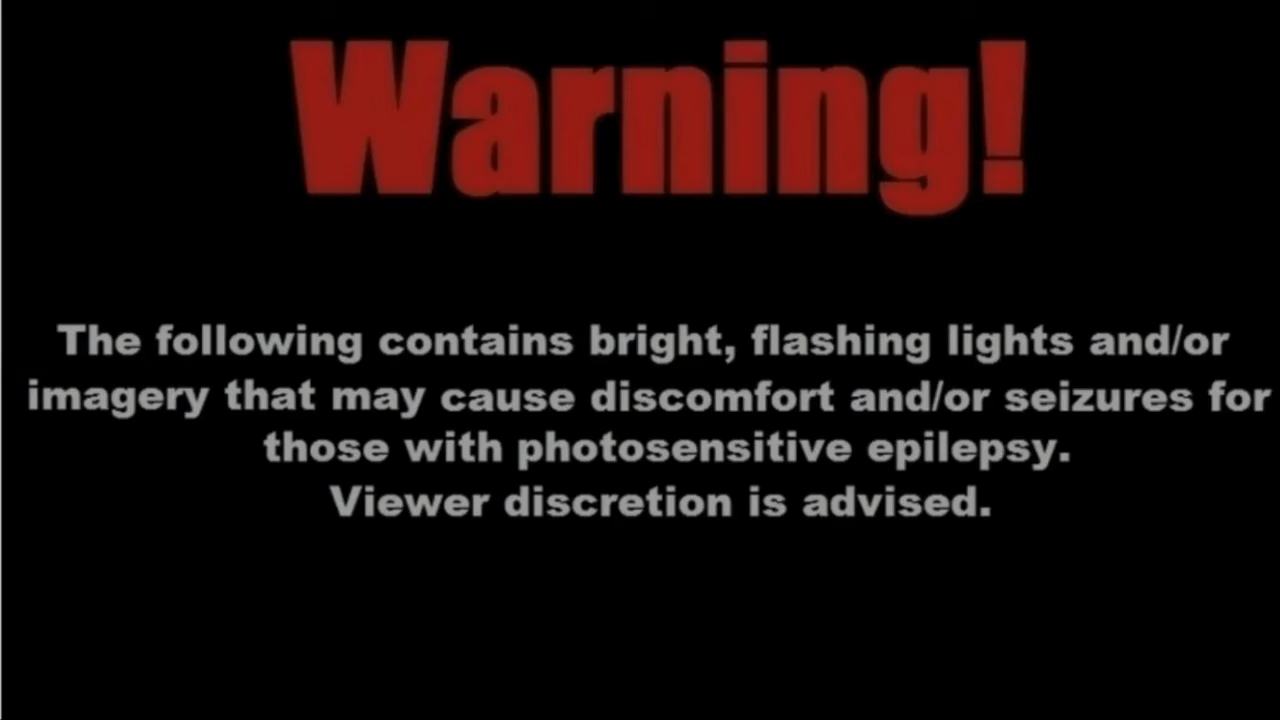 Warning!
The following contains bright, flashing lights and/or
imagery that may cause discomfort and/or seizures for
those with photosensitive epilepsy.
Viewer discretion is advised.